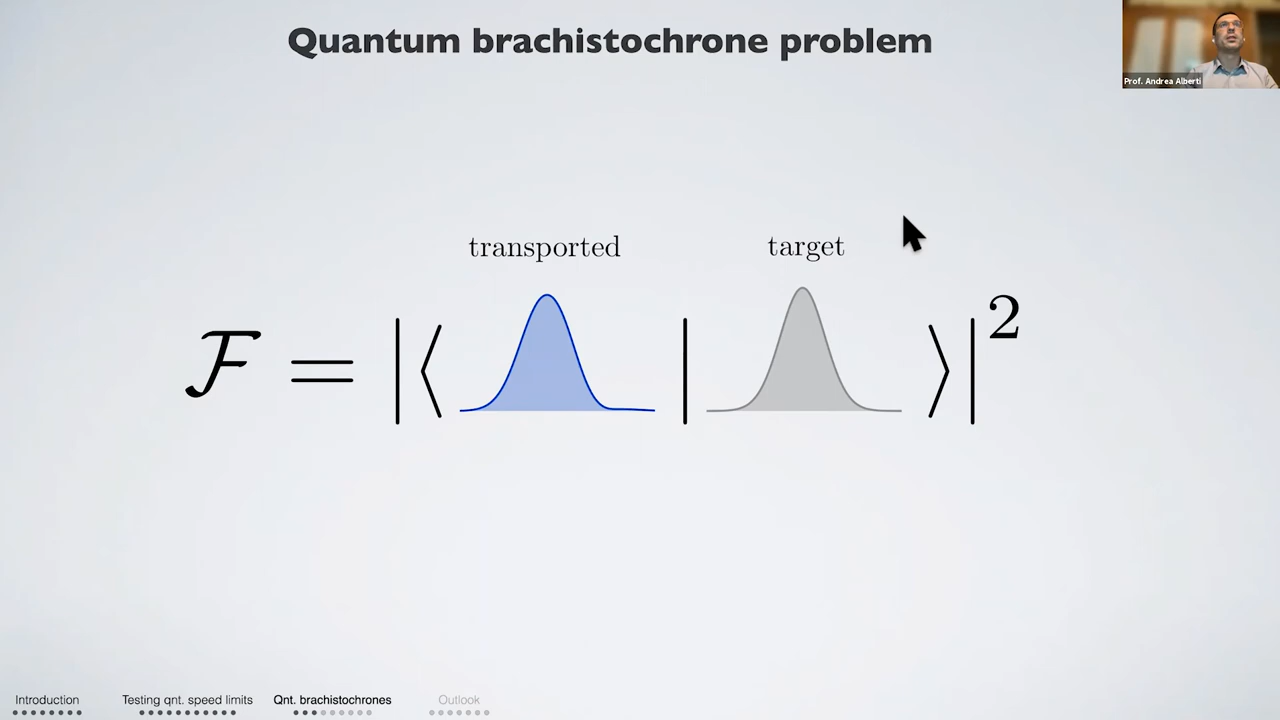 Quantum brachistochrone problem
Prof. Andrea Alberti
transported target
ℱ = |⟨ | ⟩|²
Introduction Testing qnt. speed limits Qnt. brachistochrones Outlook